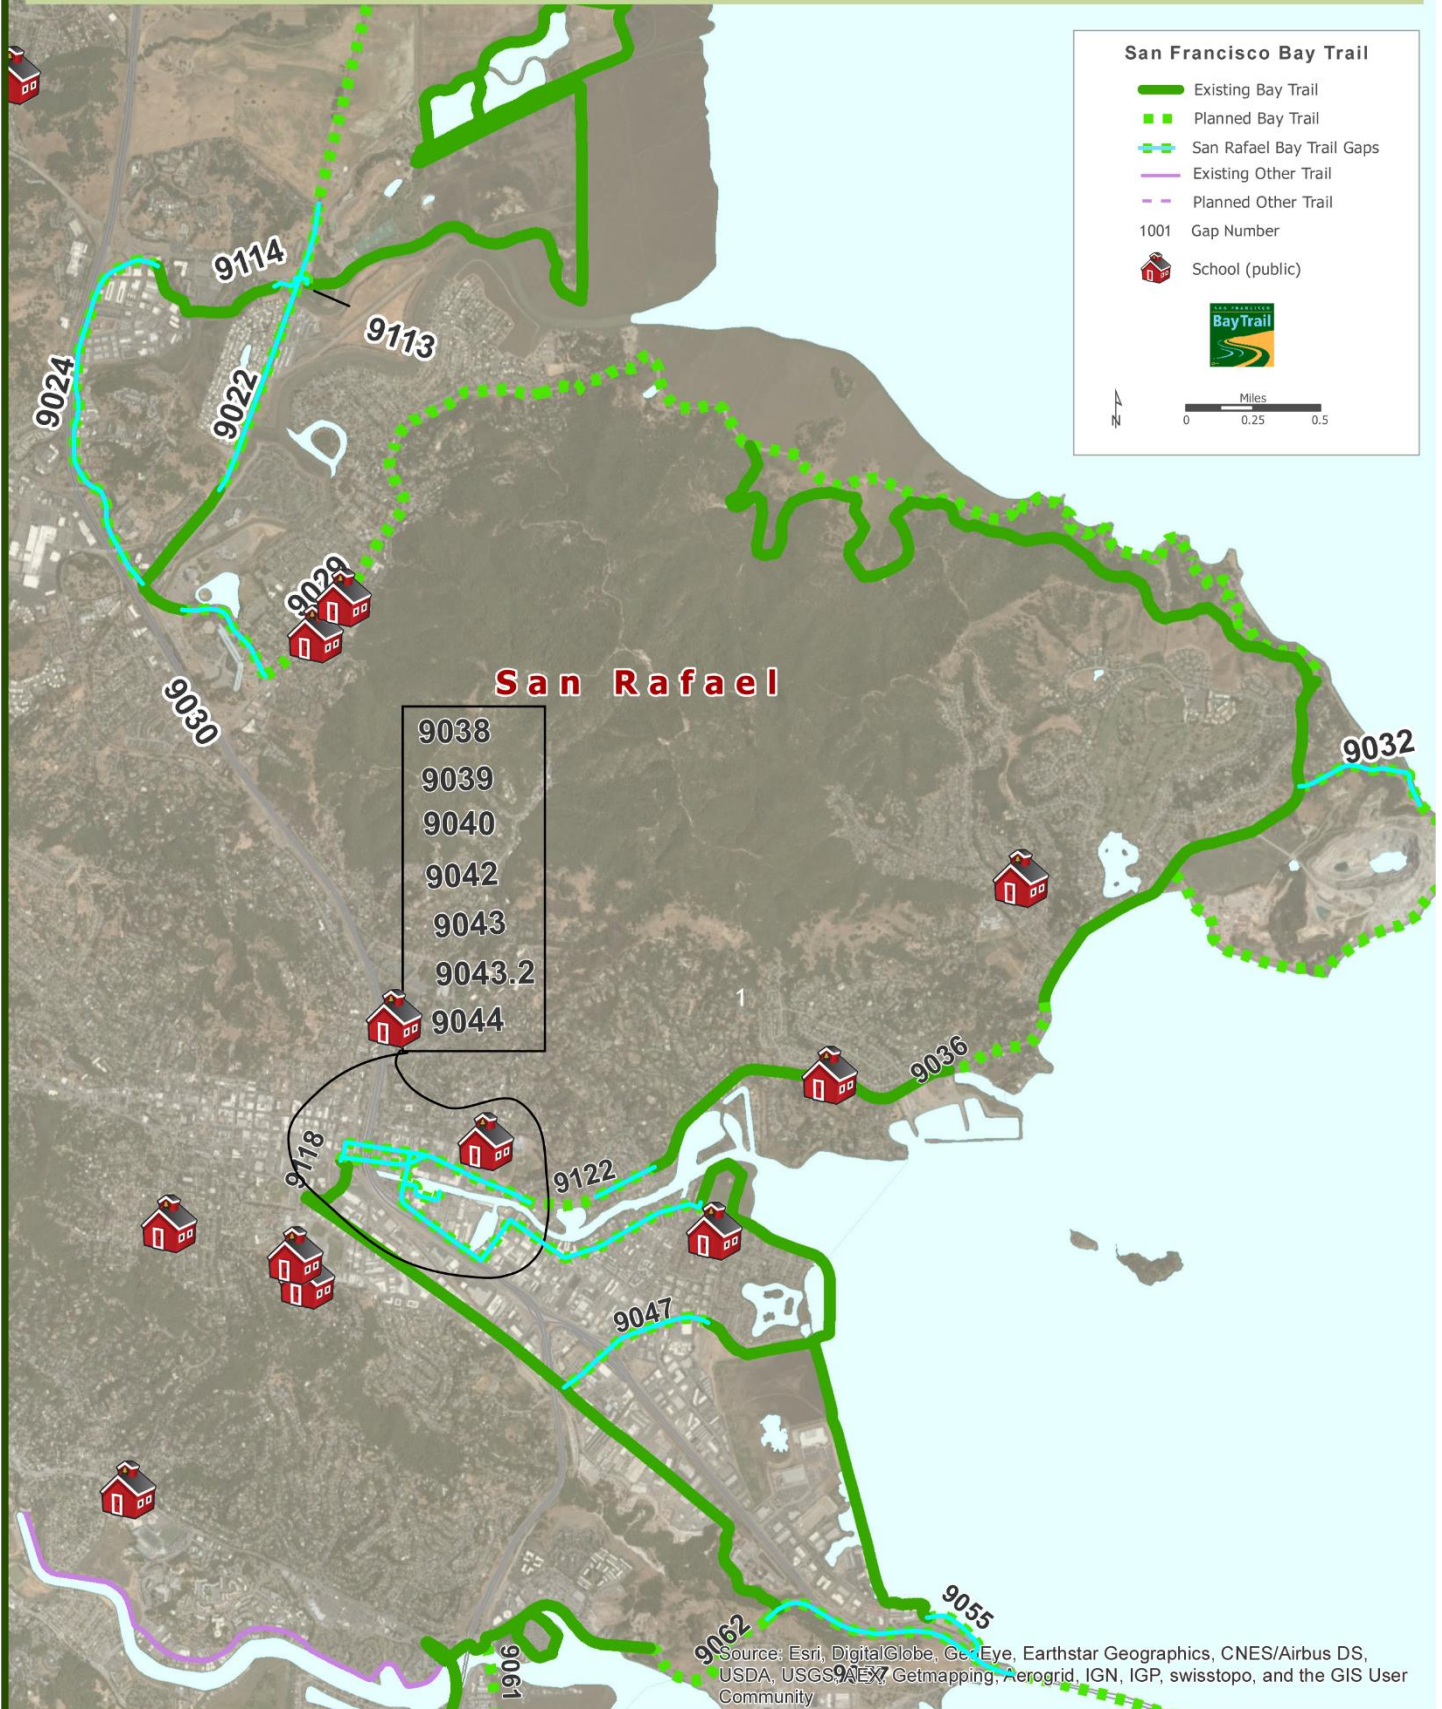 San Francisco Bay Trail
Existing Bay Trail
Planned Bay Trail
San Rafael Bay Trail Gaps
Existing Other Trail
Planned Other Trail
1001 Gap Number
School (public)
SAN FRANCISCO
Bay Trail
N
Miles
0 0.25 0.5
9114
9113
9024
9022
9029
9030
San Rafael
9038
9039
9040
9042
9043
9043.2
9044
9032
1
9036
9118
9122
9047
9055
9062
9061
Source: Esri, DigitalGlobe, GeoEye, Earthstar Geographics, CNES/Airbus DS,
USDA, USGS, AEX, Getmapping, Aerogrid, IGN, IGP, swisstopo, and the GIS User
Community